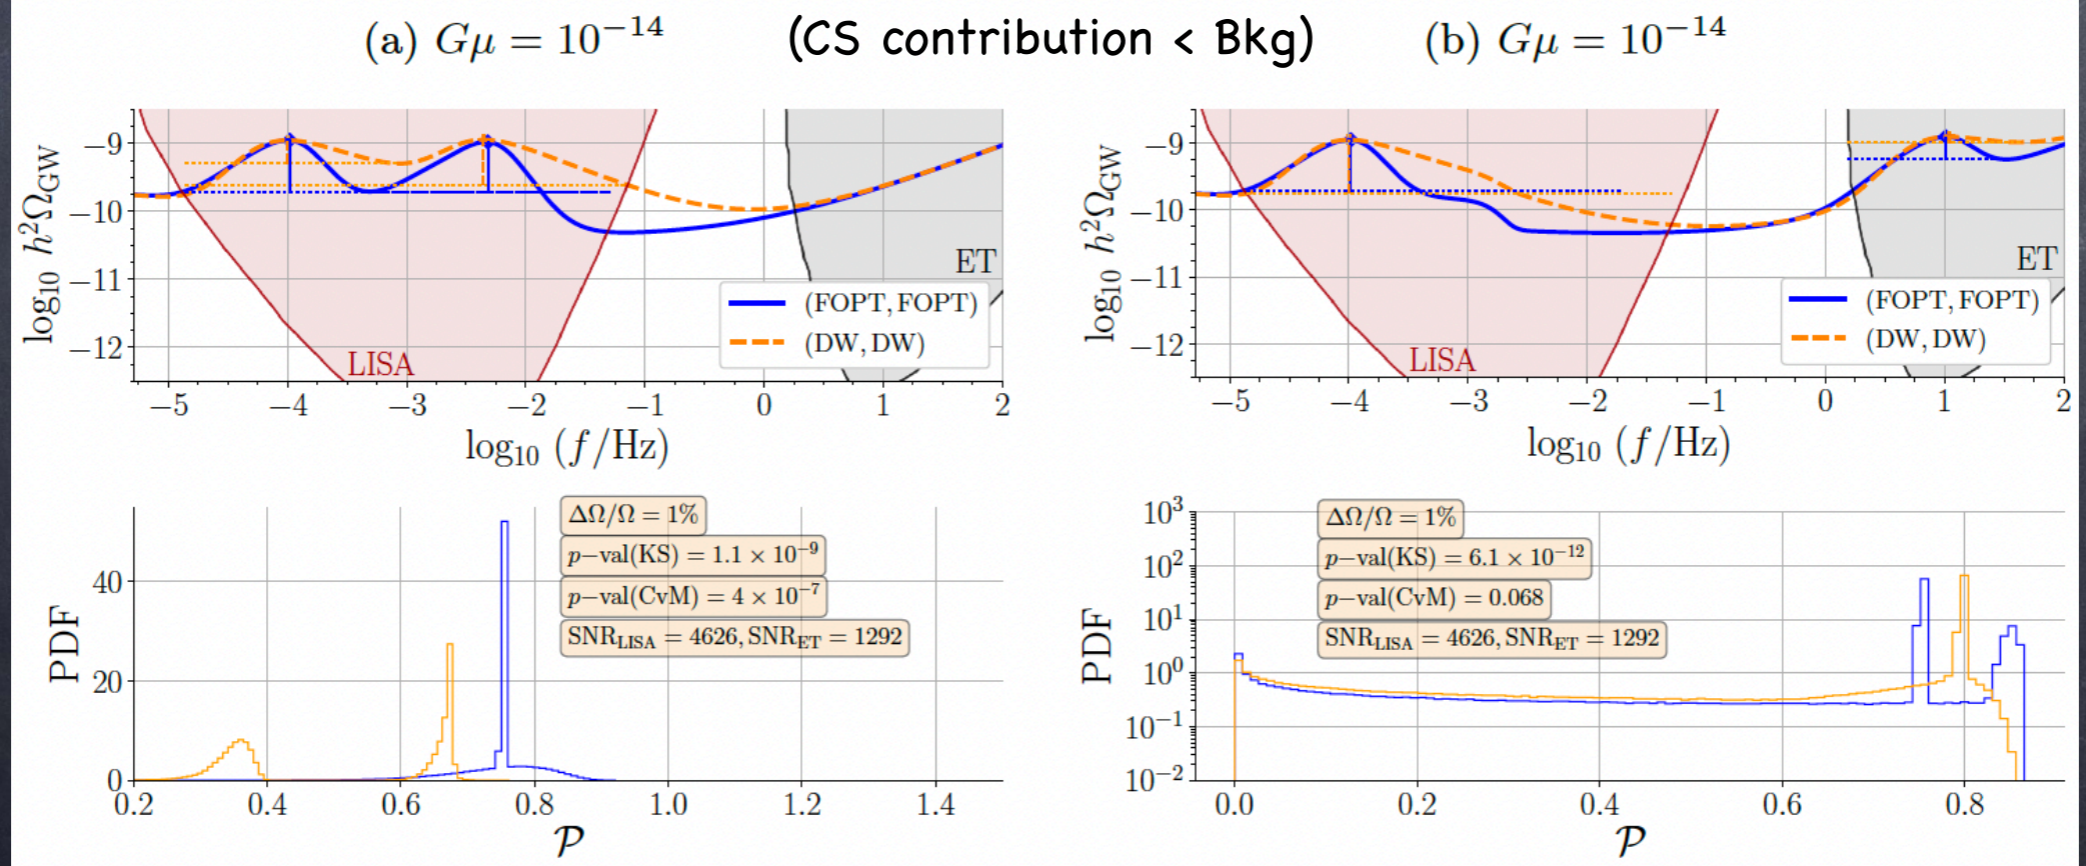 (a) Gμ = 10⁻¹⁴
(CS contribution < Bkg)
(b) Gμ = 10⁻¹⁴
log₁₀ h²Ω_GW
−9
−10
−11
−12
LISA
ET
(FOPT, FOPT)
(DW, DW)
−5 −4 −3 −2 −1 0 1 2
log₁₀ (f/Hz)
log₁₀ h²Ω_GW
−9
−10
−11
−12
LISA
ET
(FOPT, FOPT)
(DW, DW)
−5 −4 −3 −2 −1 0 1 2
log₁₀ (f/Hz)
PDF
40
20
0
ΔΩ/Ω = 1%
p−val(KS) = 1.1 × 10⁻⁹
p−val(CvM) = 4 × 10⁻⁷
SNR_LISA = 4626, SNR_ET = 1292
0.2 0.4 0.6 0.8 1.0 1.2 1.4
𝒫
PDF
10³
10²
10¹
10⁰
10⁻¹
10⁻²
ΔΩ/Ω = 1%
p−val(KS) = 6.1 × 10⁻¹²
p−val(CvM) = 0.068
SNR_LISA = 4626, SNR_ET = 1292
0.0 0.2 0.4 0.6 0.8
𝒫